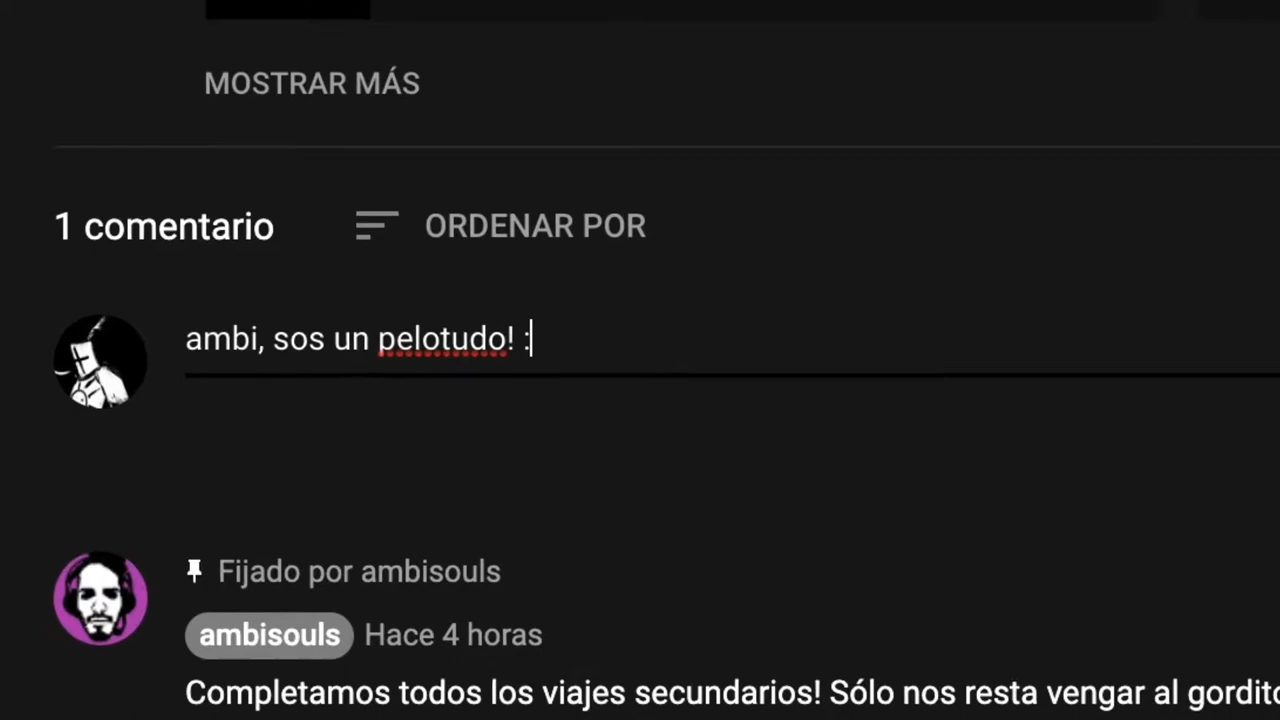 MOSTRAR MÁS
1 comentario
ORDENAR POR
ambi, sos un pelotudo! :
Fijado por ambisouls
ambisouls Hace 4 horas
Completamos todos los viajes secundarios! Sólo nos resta vengar al gordito